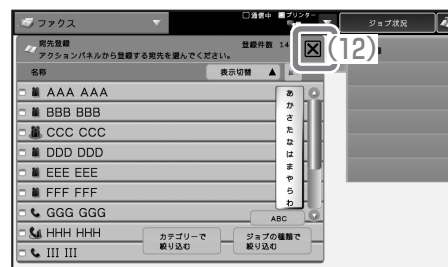 ファクス
通信中 プリンター
ジョブ状況
宛先登録
アクションパネルから登録する宛先を選んでください。
登録件数 14
(12)
名称
表示切替 ▲
AAA AAA
BBB BBB
CCC CCC
DDD DDD
EEE EEE
FFF FFF
GGG GGG
HHH HHH
III III
あ
か
さ
た
な
は
ま
や
ら
わ
ABC
カテゴリーで
絞り込む
ジョブの種類で
絞り込む